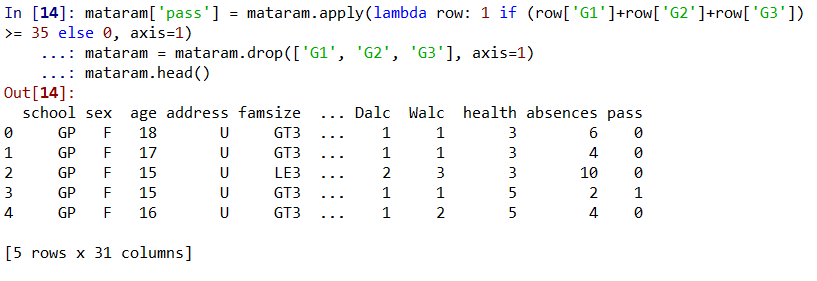 In [14]: mataram['pass'] = mataram.apply(lambda row: 1 if (row['G1']+row['G2']+row['G3'])
>= 35 else 0, axis=1)
...: mataram = mataram.drop(['G1', 'G2', 'G3'], axis=1)
...: mataram.head()
Out[14]:
school sex age address famsize ... Dalc Walc health absences pass
0 GP F 18 U GT3 ... 1 1 3 6 0
1 GP F 17 U GT3 ... 1 1 3 4 0
2 GP F 15 U LE3 ... 2 3 3 10 0
3 GP F 15 U GT3 ... 1 1 5 2 1
4 GP F 16 U GT3 ... 1 2 5 4 0
[5 rows x 31 columns]